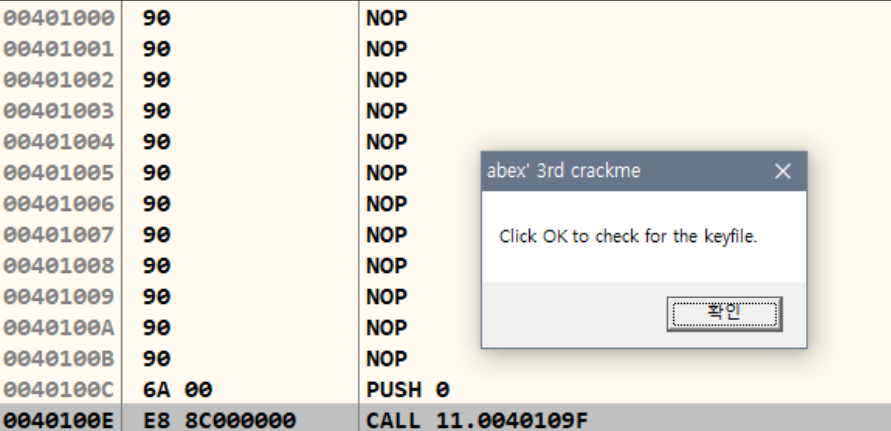 00401000 90 NOP
00401001 90 NOP
00401002 90 NOP
00401003 90 NOP
00401004 90 NOP
00401005 90 NOP
00401006 90 NOP
00401007 90 NOP
00401008 90 NOP
00401009 90 NOP
0040100A 90 NOP
0040100B 90 NOP
0040100C 6A 00 PUSH 0
0040100E E8 8C000000 CALL 11.0040109F
abex' 3rd crackme
Click OK to check for the keyfile.
확인